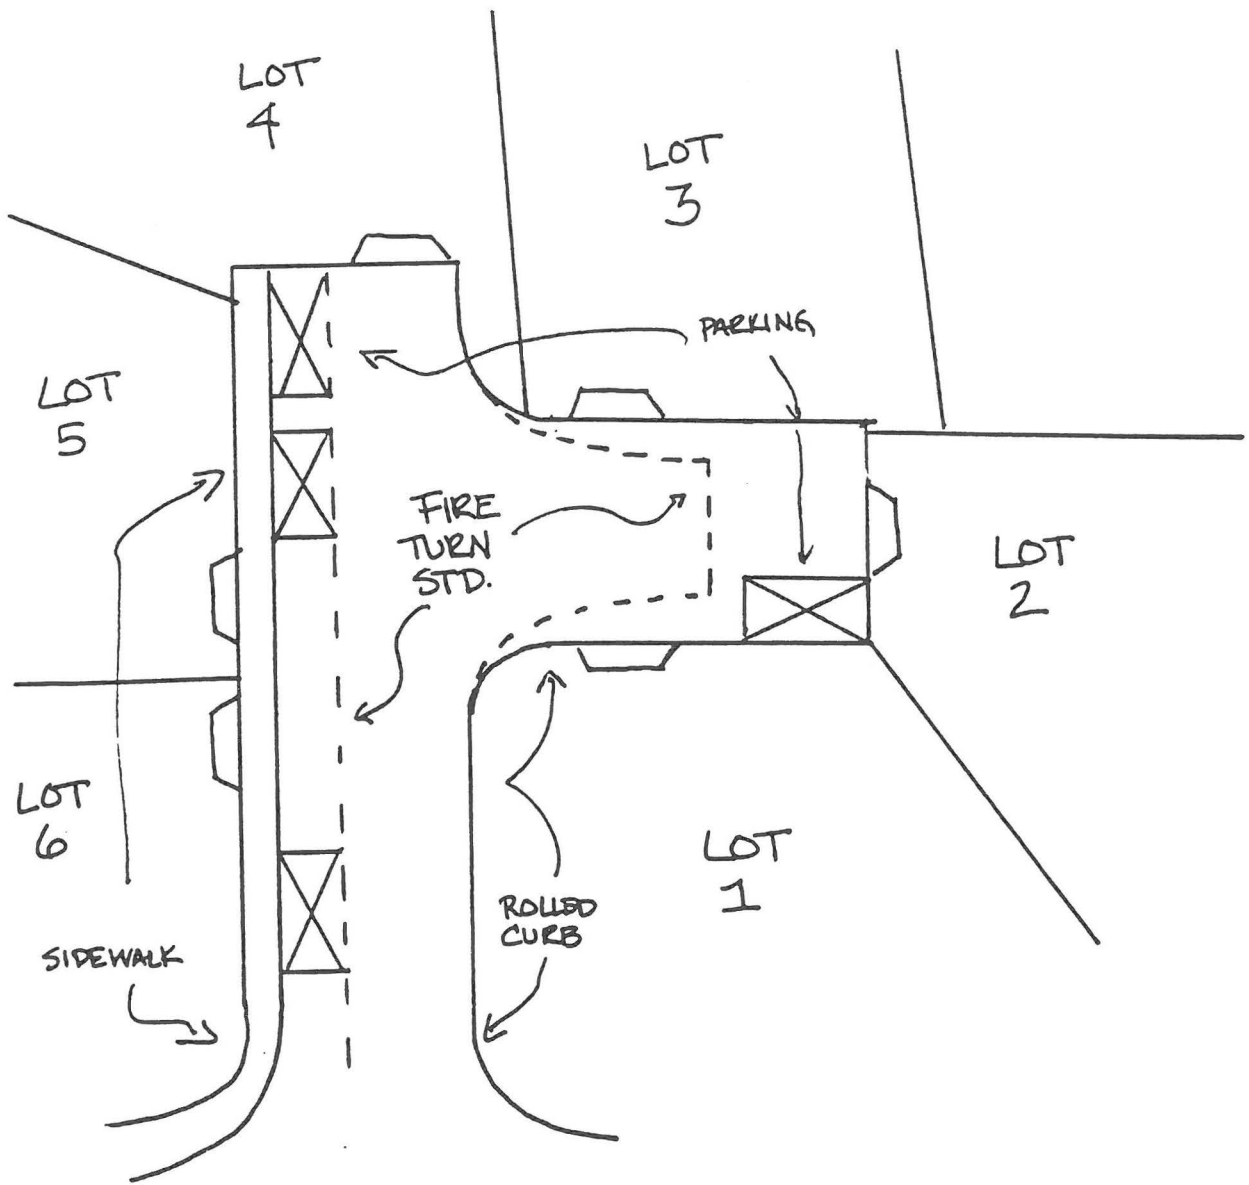 LOT
4
LOT
3
PARKING
LOT
5
FIRE
TURN
STD.
LOT
2
LOT
6
LOT
1
ROLLED
CURB
SIDEWALK